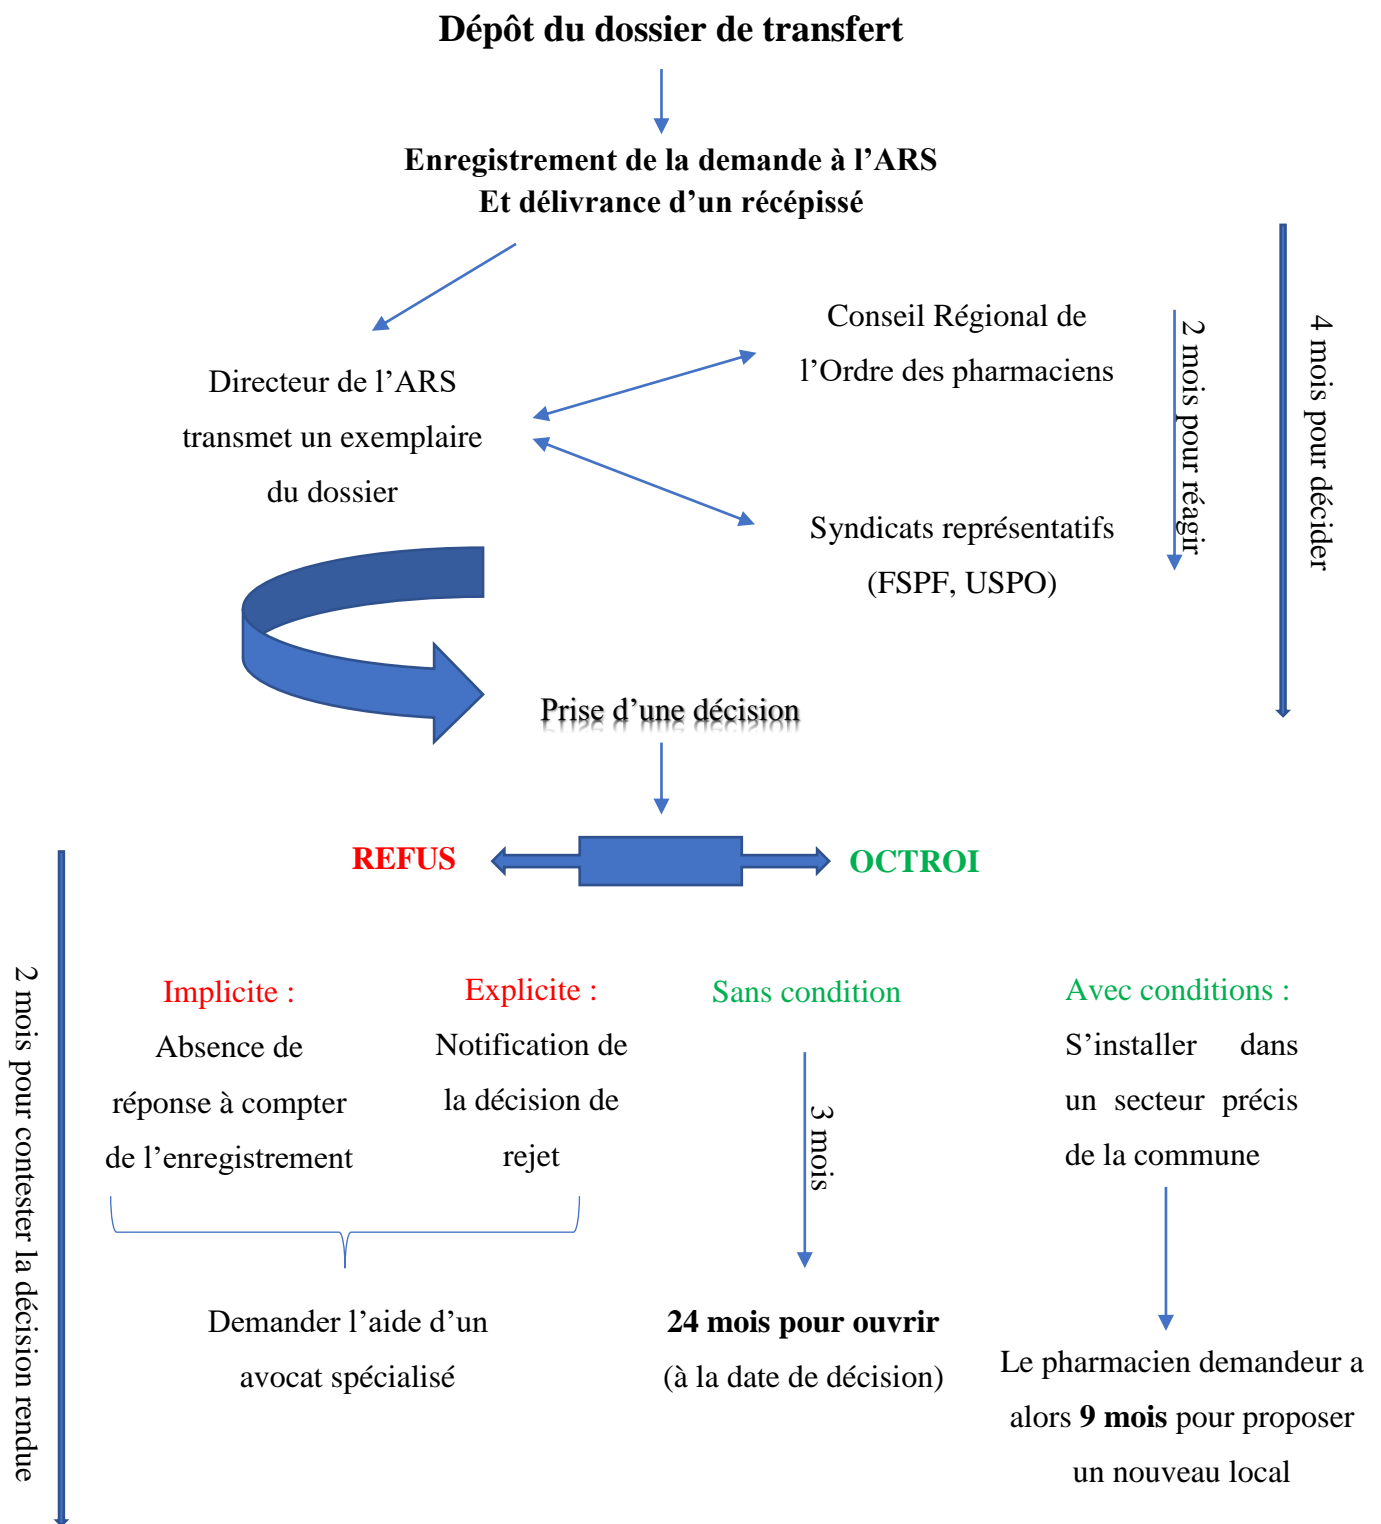 Dépôt du dossier de transfert
Enregistrement de la demande à l’ARS
Et délivrance d’un récépissé
Directeur de l’ARS
transmet un exemplaire
du dossier
Conseil Régional de
l’Ordre des pharmaciens
Syndicats représentatifs
(FSPF, USPO)
2 mois pour réagir
4 mois pour décider
Prise d’une décision
REFUS
OCTROI
2 mois pour contester la décision rendue
Implicite :
Absence de
réponse à compter
de l’enregistrement
Explicite :
Notification de
la décision de
rejet
Demander l’aide d’un
avocat spécialisé
Sans condition
3 mois
24 mois pour ouvrir
(à la date de décision)
Avec conditions :
S’installer dans
un secteur précis
de la commune
Le pharmacien demandeur a
alors 9 mois pour proposer
un nouveau local